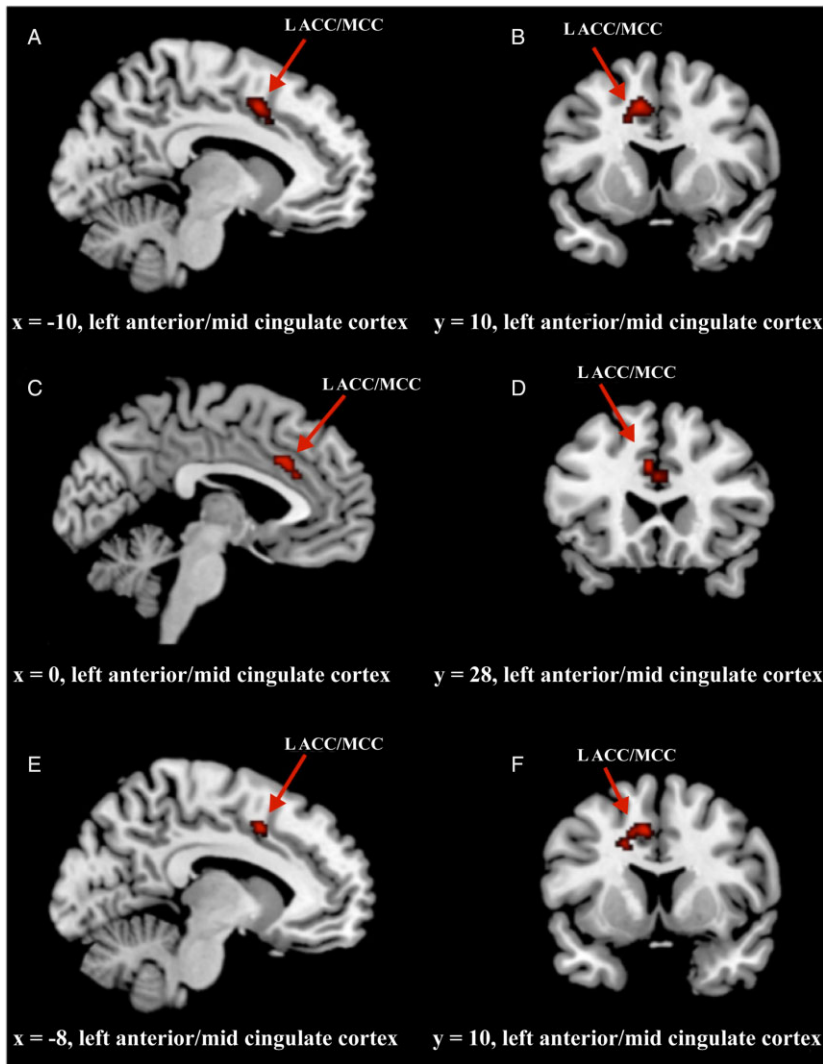 A
L ACC/MCC
B
L ACC/MCC
x = -10, left anterior/mid cingulate cortex
y = 10, left anterior/mid cingulate cortex
C
L ACC/MCC
D
L ACC/MCC
x = 0, left anterior/mid cingulate cortex
y = 28, left anterior/mid cingulate cortex
E
L ACC/MCC
F
L ACC/MCC
x = -8, left anterior/mid cingulate cortex
y = 10, left anterior/mid cingulate cortex